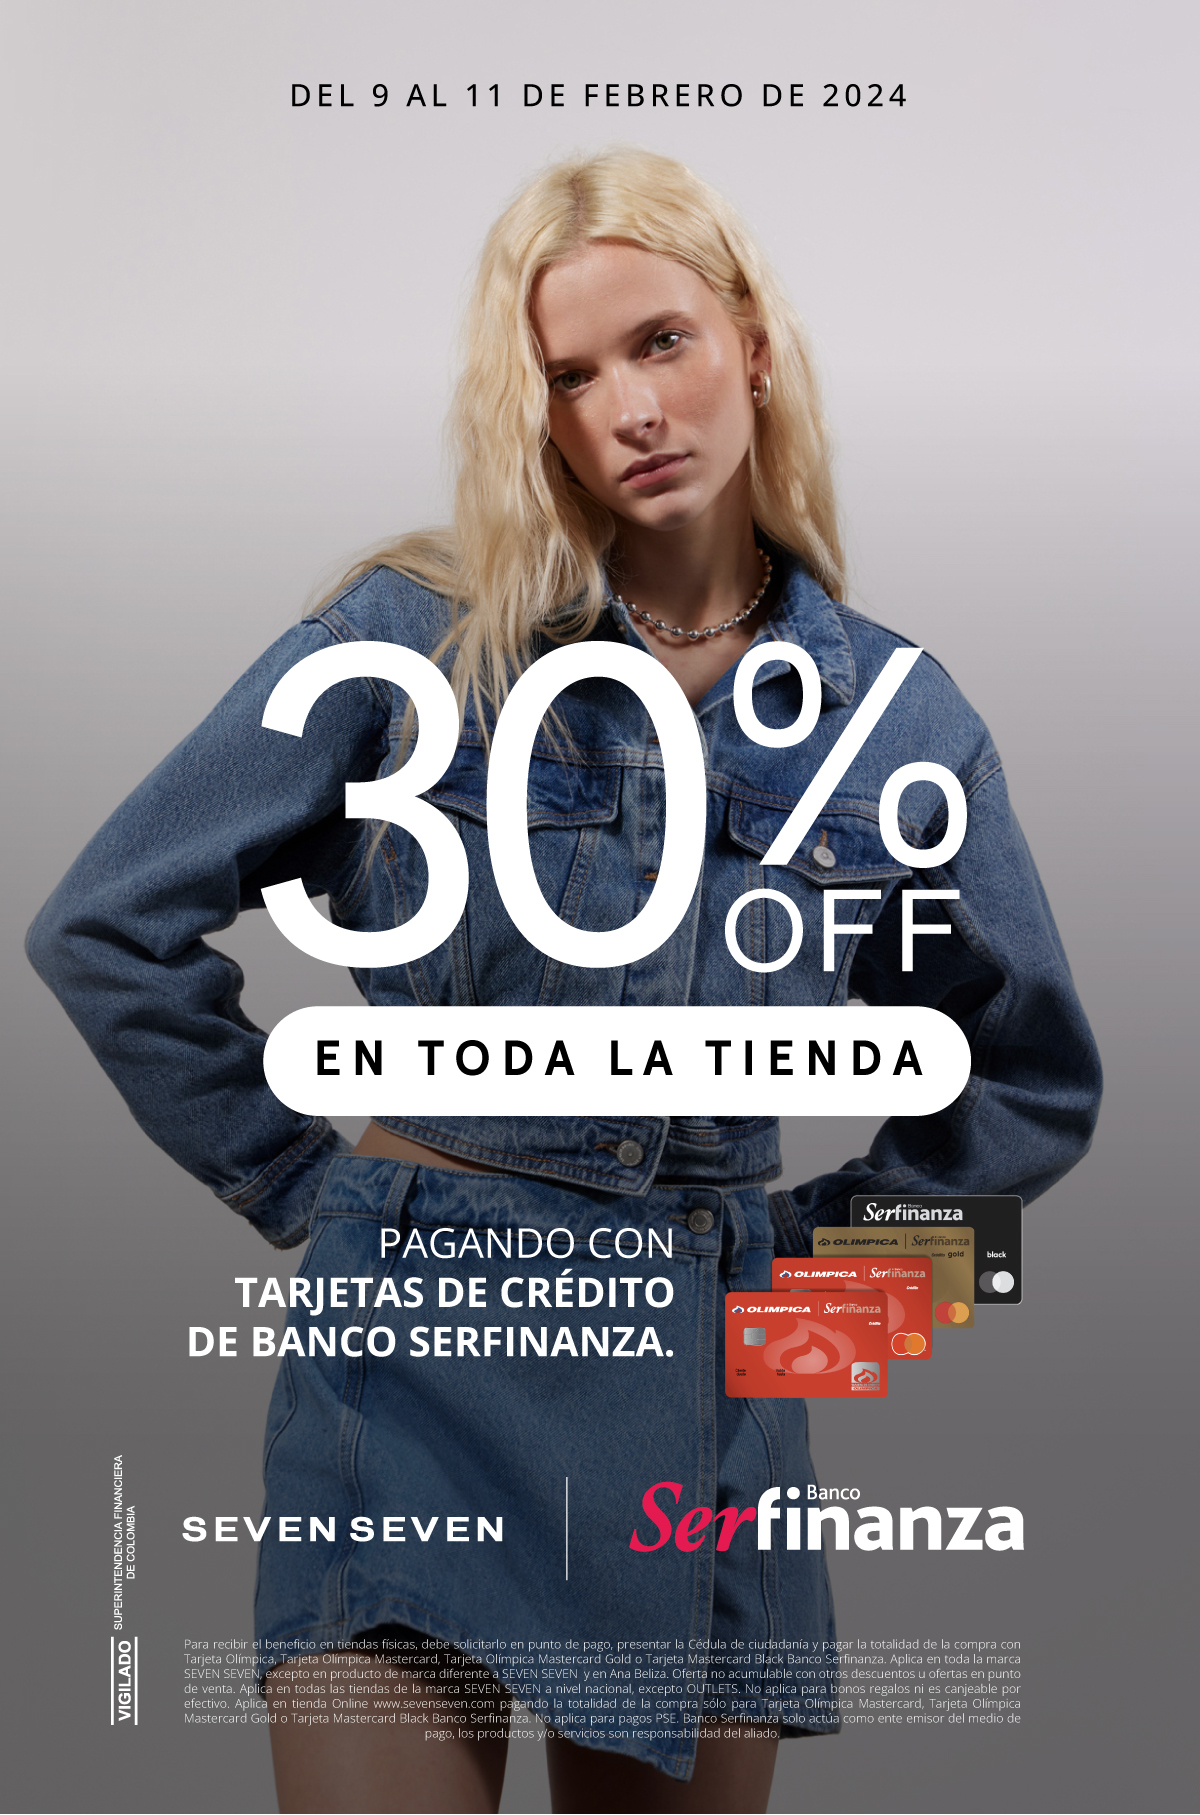 DEL 9 AL 11 DE FEBRERO DE 2024
30%
OFF
EN TODA LA TIENDA
PAGANDO CON
TARJETAS DE CRÉDITO
DE BANCO SERFINANZA.
Banco
Serfinanza
black
OLIMPICA Serfinanza
gold
OLIMPICA Serfinanza
Crédito
OLIMPICA Serfinanza
Crédito
SEVEN SEVEN
Banco
Serfinanza
VIGILADO SUPERINTENDENCIA FINANCIERA
DE COLOMBIA
Para recibir el beneficio en tiendas físicas, debe solicitarlo en punto de pago, presentar la Cédula de ciudadanía y pagar la totalidad de la compra con
Tarjeta Olímpica, Tarjeta Olímpica Mastercard, Tarjeta Olímpica Mastercard Gold o Tarjeta Mastercard Black Banco Serfinanza. Aplica en toda la marca
SEVEN SEVEN, excepto en producto de marca diferente a SEVEN SEVEN y en Ana Beliza. Oferta no acumulable con otros descuentos u ofertas en punto
de venta. Aplica en todas las tiendas de la marca SEVEN SEVEN a nivel nacional, excepto OUTLETS. No aplica para bonos regalos ni es canjeable por
efectivo. Aplica en tienda Online www.sevenseven.com pagando la totalidad de la compra sólo para Tarjeta Olímpica Mastercard, Tarjeta Olímpica
Mastercard Gold o Tarjeta Mastercard Black Banco Serfinanza. No aplica para pagos PSE. Banco Serfinanza solo actúa como ente emisor del medio de
pago, los productos y/o servicios son responsabilidad del aliado.